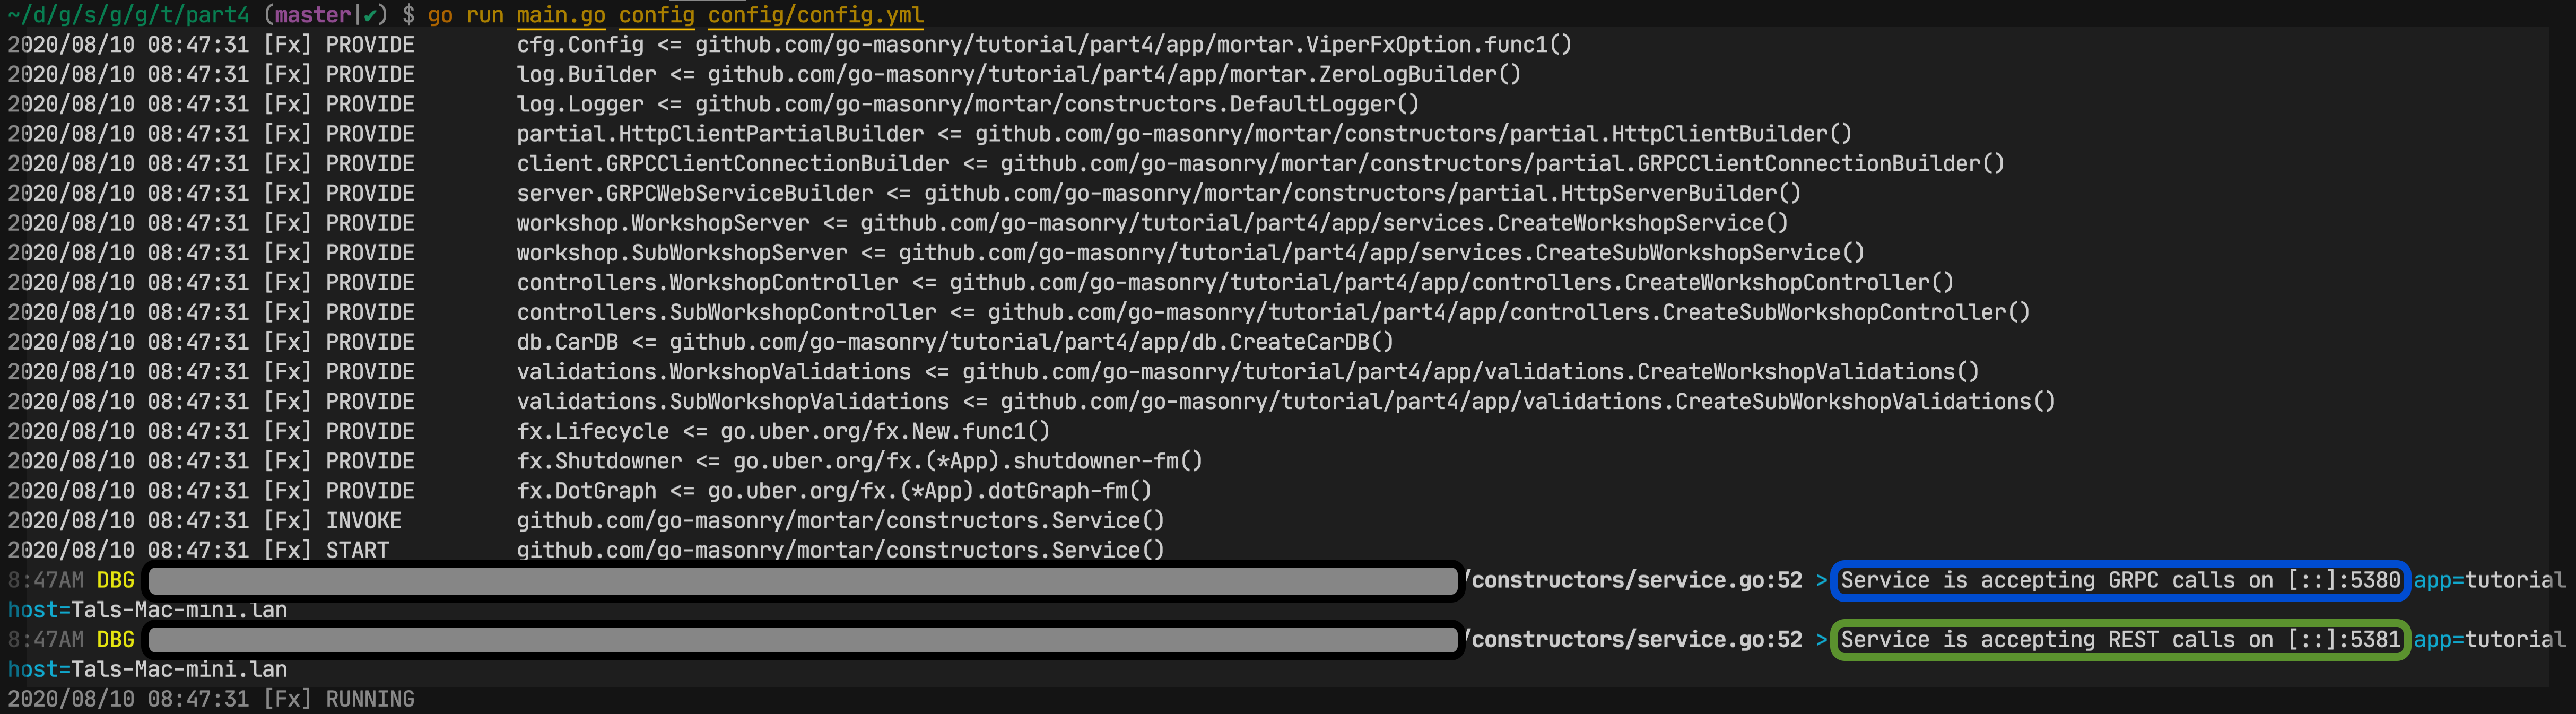 ~/d/g/s/g/g/t/part4 (master|✔) $ go run main.go config config/config.yml
2020/08/10 08:47:31 [Fx] PROVIDE	cfg.Config <= github.com/go-masonry/tutorial/part4/app/mortar.ViperFxOption.func1()
2020/08/10 08:47:31 [Fx] PROVIDE	log.Builder <= github.com/go-masonry/tutorial/part4/app/mortar.ZeroLogBuilder()
2020/08/10 08:47:31 [Fx] PROVIDE	log.Logger <= github.com/go-masonry/mortar/constructors.DefaultLogger()
2020/08/10 08:47:31 [Fx] PROVIDE	partial.HttpClientPartialBuilder <= github.com/go-masonry/mortar/constructors/partial.HttpClientBuilder()
2020/08/10 08:47:31 [Fx] PROVIDE	client.GRPCClientConnectionBuilder <= github.com/go-masonry/mortar/constructors/partial.GRPCClientConnectionBuilder()
2020/08/10 08:47:31 [Fx] PROVIDE	server.GRPCWebServiceBuilder <= github.com/go-masonry/mortar/constructors/partial.HttpServerBuilder()
2020/08/10 08:47:31 [Fx] PROVIDE	workshop.WorkshopServer <= github.com/go-masonry/tutorial/part4/app/services.CreateWorkshopService()
2020/08/10 08:47:31 [Fx] PROVIDE	workshop.SubWorkshopServer <= github.com/go-masonry/tutorial/part4/app/services.CreateSubWorkshopService()
2020/08/10 08:47:31 [Fx] PROVIDE	controllers.WorkshopController <= github.com/go-masonry/tutorial/part4/app/controllers.CreateWorkshopController()
2020/08/10 08:47:31 [Fx] PROVIDE	controllers.SubWorkshopController <= github.com/go-masonry/tutorial/part4/app/controllers.CreateSubWorkshopController()
2020/08/10 08:47:31 [Fx] PROVIDE	db.CarDB <= github.com/go-masonry/tutorial/part4/app/db.CreateCarDB()
2020/08/10 08:47:31 [Fx] PROVIDE	validations.WorkshopValidations <= github.com/go-masonry/tutorial/part4/app/validations.CreateWorkshopValidations()
2020/08/10 08:47:31 [Fx] PROVIDE	validations.SubWorkshopValidations <= github.com/go-masonry/tutorial/part4/app/validations.CreateSubWorkshopValidations()
2020/08/10 08:47:31 [Fx] PROVIDE	fx.Lifecycle <= go.uber.org/fx.New.func1()
2020/08/10 08:47:31 [Fx] PROVIDE	fx.Shutdowner <= go.uber.org/fx.(*App).shutdowner-fm()
2020/08/10 08:47:31 [Fx] PROVIDE	fx.DotGraph <= go.uber.org/fx.(*App).dotGraph-fm()
2020/08/10 08:47:31 [Fx] INVOKE	github.com/go-masonry/mortar/constructors.Service()
2020/08/10 08:47:31 [Fx] START	github.com/go-masonry/mortar/constructors.Service()
8:47AM DBG /constructors/service.go:52 > Service is accepting GRPC calls on [::]:5380 app=tutorial
host=Tals-Mac-mini.lan
8:47AM DBG /constructors/service.go:52 > Service is accepting REST calls on [::]:5381 app=tutorial
host=Tals-Mac-mini.lan
2020/08/10 08:47:31 [Fx] RUNNING